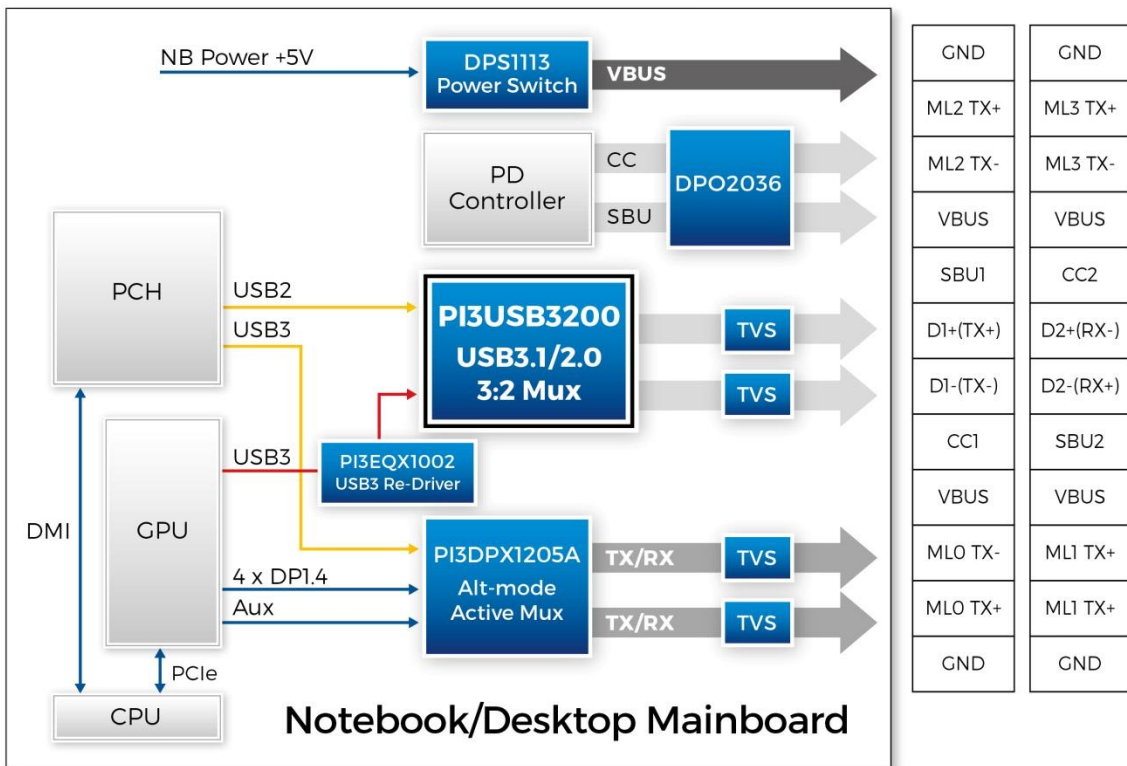 NB Power +5V
DPS1113
Power Switch
VBUS
PD
Controller
CC
SBU
DPO2036
PCH
USB2
USB3
PI3USB3200
USB3.1/2.0
3:2 Mux
TVS
TVS
GPU
USB3
PI3EQX1002
USB3 Re-Driver
DMI
4 x DP1.4
Aux
PI3DPX1205A
Alt-mode
Active Mux
TX/RX
TVS
TX/RX
TVS
PCIe
CPU
Notebook/Desktop Mainboard
GND GND
ML2 TX+ ML3 TX+
ML2 TX- ML3 TX-
VBUS VBUS
SBU1 CC2
D1+(TX+) D2+(RX-)
D1-(TX-) D2-(RX+)
CC1 SBU2
VBUS VBUS
ML0 TX- ML1 TX+
ML0 TX+ ML1 TX+
GND GND